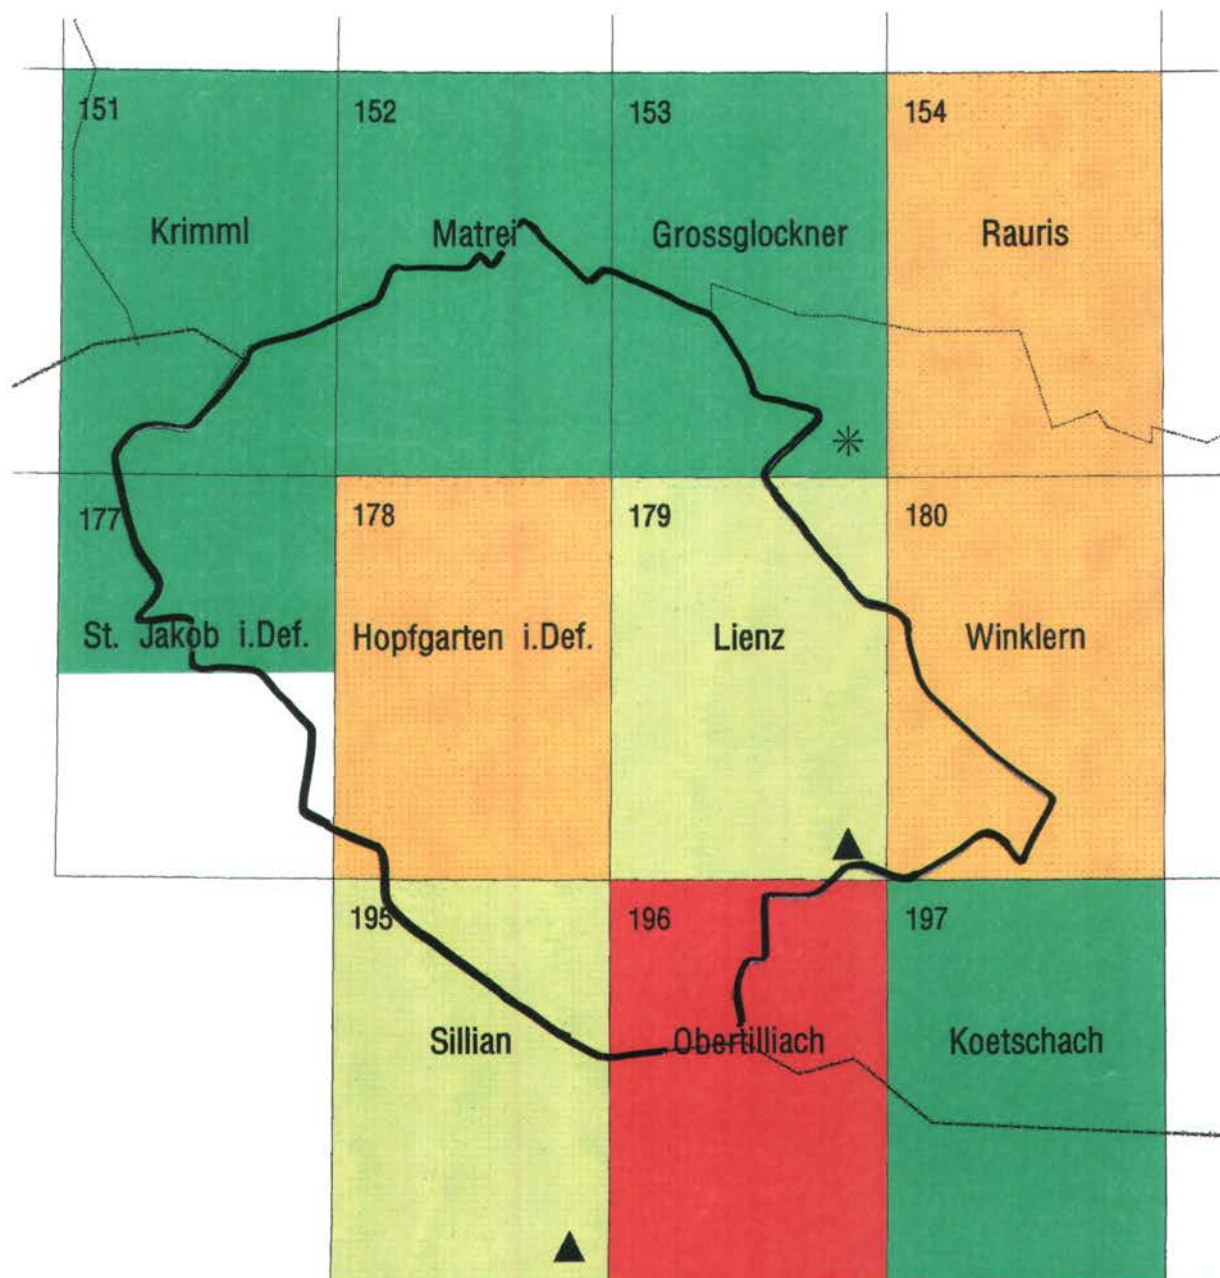 151
152
153
154
Krimml
Matrei
Grossglockner
Rauris
177
178
179
180
St. Jakob i.Def.
Hopfgarten i.Def.
Lienz
Winklern
195
196
197
Sillian
Obertilliach
Koetschach